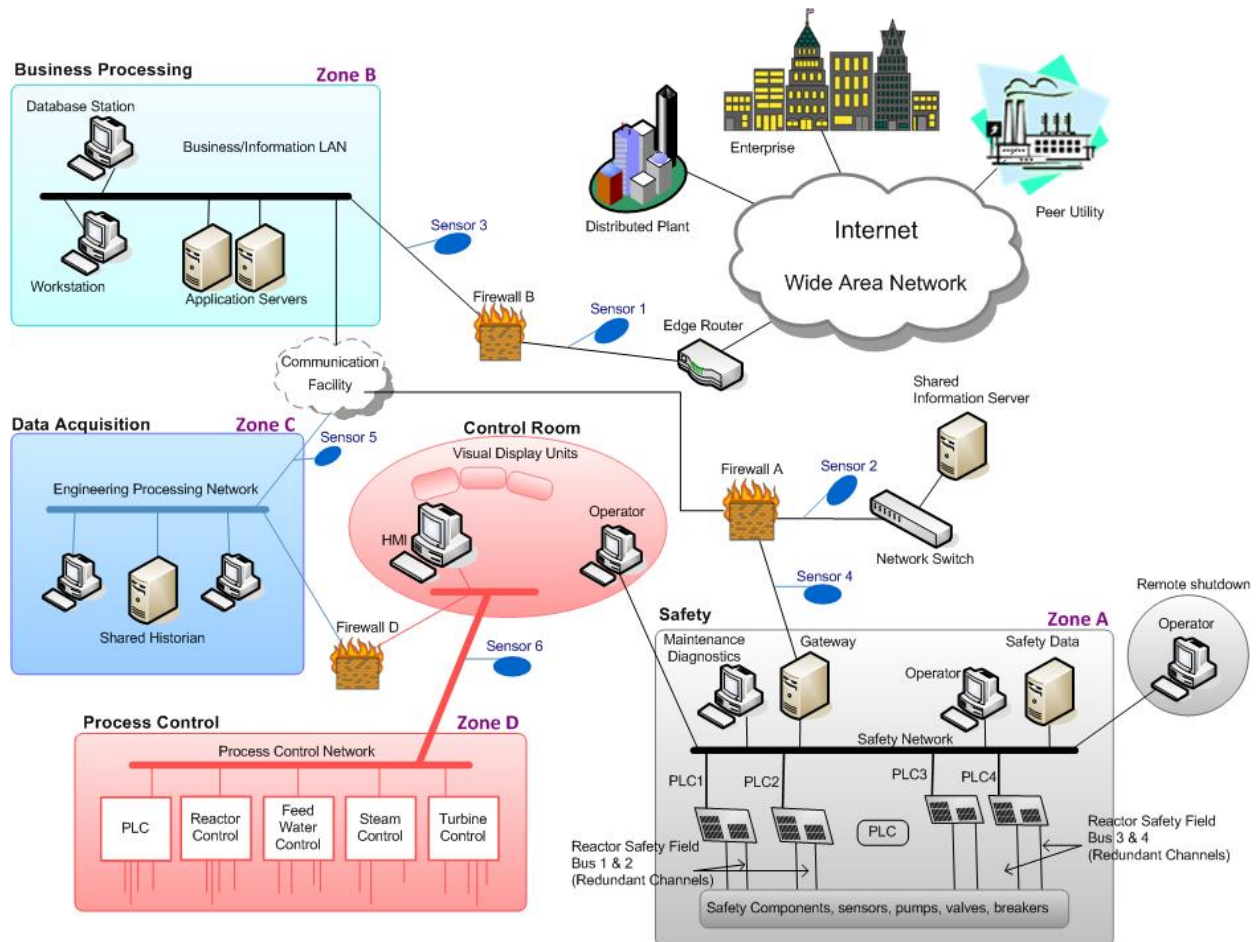 Business Processing
Zone B
Database Station
Business/Information LAN
Workstation
Application Servers
Enterprise
Distributed Plant
Peer Utility
Internet
Wide Area Network
Sensor 3
Firewall B
Sensor 1
Edge Router
Communication
Facility
Shared
Information Server
Data Acquisition
Zone C
Sensor 5
Engineering Processing Network
Shared Historian
Control Room
Visual Display Units
HMI
Operator
Firewall A
Sensor 2
Network Switch
Sensor 4
Firewall D
Sensor 6
Remote shutdown
Operator
Safety
Zone A
Maintenance
Diagnostics
Gateway
Operator
Safety Data
Safety Network
PLC1
PLC2
PLC3
PLC4
PLC
Reactor Safety Field
Bus 1 & 2
(Redundant Channels)
Reactor Safety Field
Bus 3 & 4
(Redundant Channels)
Safety Components, sensors, pumps, valves, breakers
Process Control
Zone D
Process Control Network
PLC
Reactor
Control
Feed
Water
Control
Steam
Control
Turbine
Control